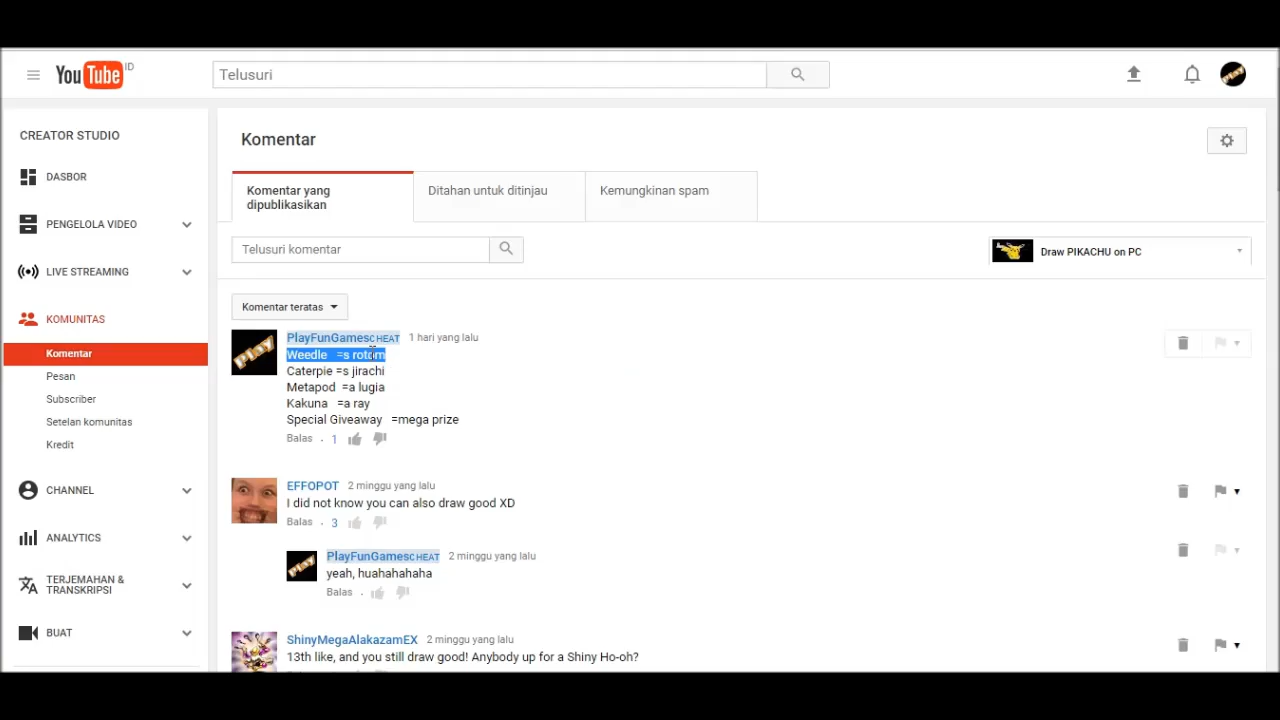 YouTube ID
Telusuri
CREATOR STUDIO
DASBOR
PENGELOLA VIDEO
LIVE STREAMING
KOMUNITAS
Komentar
Pesan
Subscriber
Setelan komunitas
Kredit
CHANNEL
ANALYTICS
TERJEMAHAN &
TRANSKRIPSI
BUAT
Komentar
Komentar yang
dipublikasikan
Ditahan untuk ditinjau
Kemungkinan spam
Telusuri komentar
Draw PIKACHU on PC
Komentar teratas
Play
PlayFunGamesCHEAT 1 hari yang lalu
Weedle =s rotom
Caterpie =s jirachi
Metapod =a lugia
Kakuna =a ray
Special Giveaway =mega prize
Balas · 1
EFFOPOT 2 minggu yang lalu
I did not know you can also draw good XD
Balas · 3
Play
PlayFunGamesCHEAT 2 minggu yang lalu
yeah, huahahahaha
Balas ·
ShinyMegaAlakazamEX 2 minggu yang lalu
13th like, and you still draw good! Anybody up for a Shiny Ho-oh?